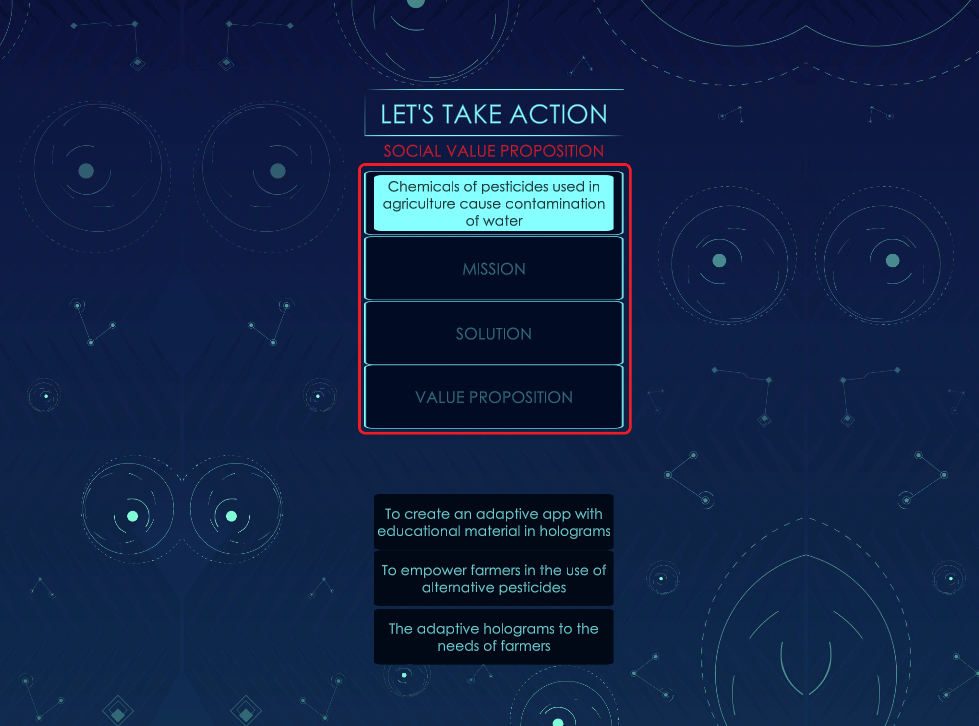 LET'S TAKE ACTION
SOCIAL VALUE PROPOSITION
Chemicals of pesticides used in
agriculture cause contamination
of water
MISSION
SOLUTION
VALUE PROPOSITION
To create an adaptive app with
educational material in holograms
To empower farmers in the use of
alternative pesticides
The adaptive holograms to the
needs of farmers